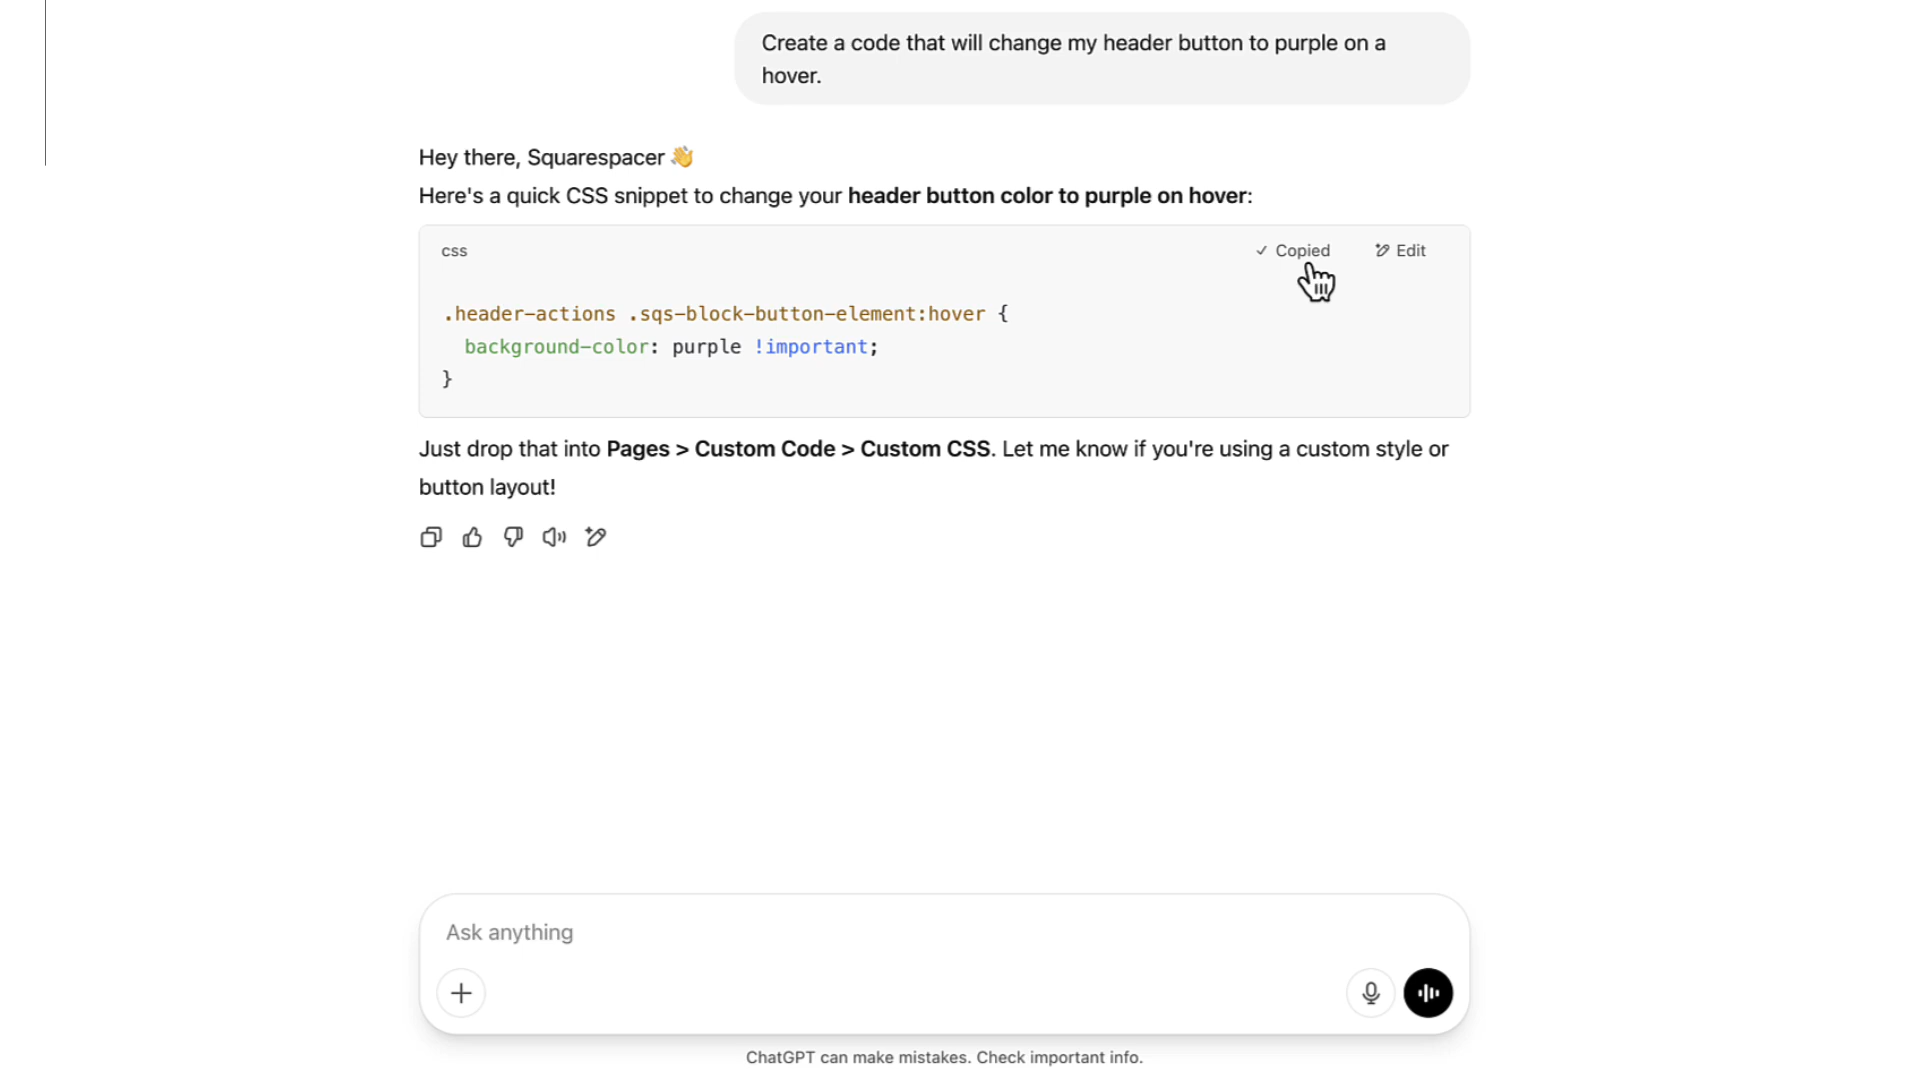 Create a code that will change my header button to purple on a
hover.
Hey there, Squarespacer 👋
Here's a quick CSS snippet to change your header button color to purple on hover:
css
✓ Copied
Edit
.header-actions .sqs-block-button-element:hover {
  background-color: purple !important;
}
Just drop that into Pages > Custom Code > Custom CSS. Let me know if you're using a custom style or
button layout!
Ask anything
ChatGPT can make mistakes. Check important info.